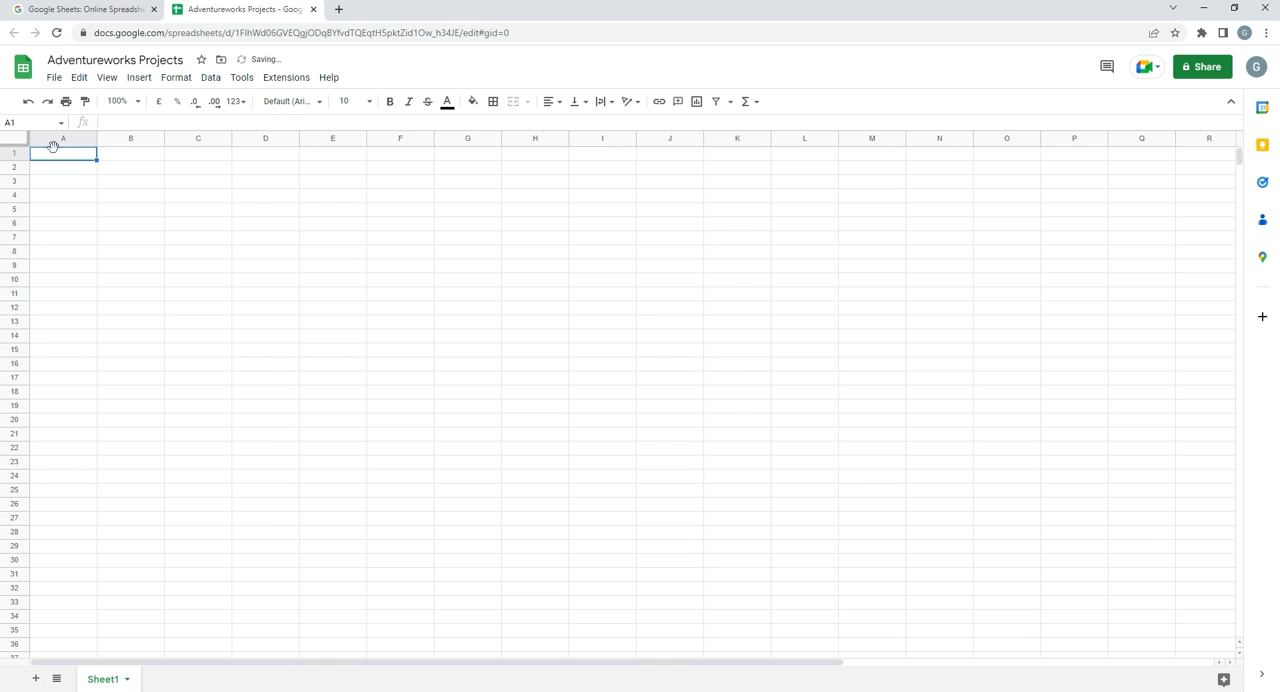 Google Sheets: Online Spreadshe
Adventureworks Projects - Goog
docs.google.com/spreadsheets/d/1FlhWd06GVEQgjODqBYfvdTQEqtH5pktZid1Ow_h34JE/edit#gid=0
G
Adventureworks Projects
Saving...
File Edit View Insert Format Data Tools Extensions Help
Share
G
100% £ % .0 .00 123 Default (Ari... 10 B I S A
A1
fx
A B C D E F G H I J K L M N O P Q R
1
2
3
4
5
6
7
8
9
10
11
12
13
14
15
16
17
18
19
20
21
22
23
24
25
26
27
28
29
30
31
32
33
34
35
36
37
Sheet1